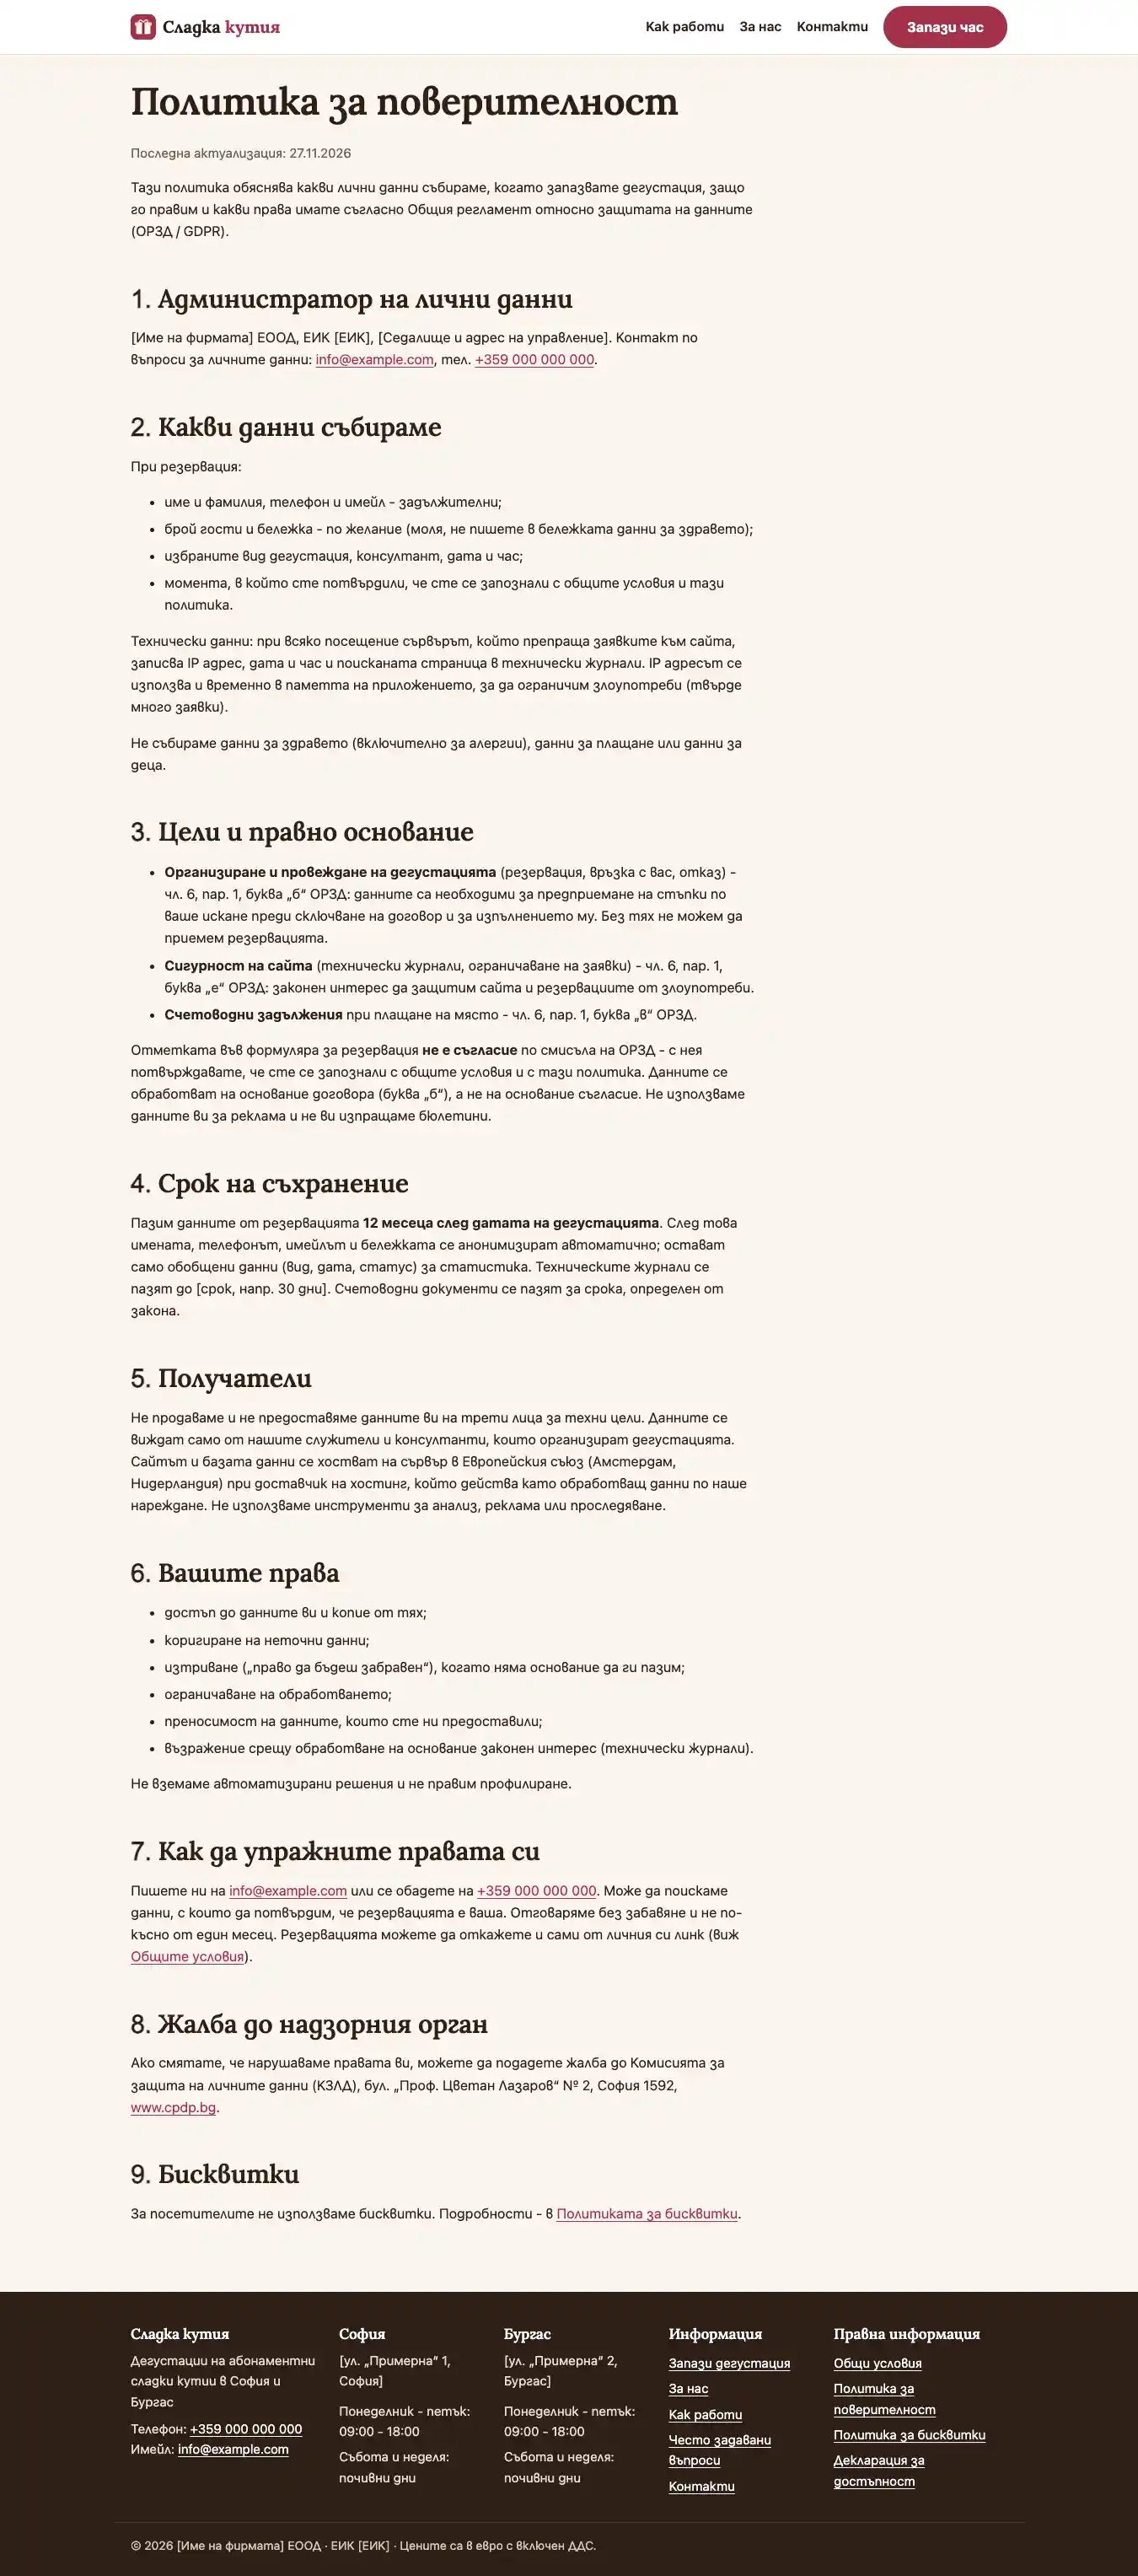 Сладка кутия
Как работи
За нас
Контакти
Запази час
Политика за поверителност
Последна актуализация: 27.11.2026
Тази политика обяснява какви лични данни събираме, когато запазвате дегустация, защо
го правим и какви права имате съгласно Общия регламент относно защитата на данните
(ОРЗД / GDPR).
1. Администратор на лични данни
[Име на фирмата] ЕООД, ЕИК [ЕИК], [Седалище и адрес на управление]. Контакт по
въпроси за личните данни: info@example.com, тел. +359 000 000 000.
2. Какви данни събираме
При резервация:
• име и фамилия, телефон и имейл - задължителни;
• брой гости и бележка - по желание (моля, не пишете в бележката данни за здравето);
• избраните вид дегустация, консултант, дата и час;
• момента, в който сте потвърдили, че сте се запознали с общите условия и тази
политика.
Технически данни: при всяко посещение сървърът, който препраща заявките към сайта,
записва IP адрес, дата и час и поисканата страница в технически журнали. IP адресът се
използва и временно в паметта на приложението, за да ограничим злоупотреби (твърде
много заявки).
Не събираме данни за здравето (включително за алергии), данни за плащане или данни за
деца.
3. Цели и правно основание
• Организиране и провеждане на дегустацията (резервация, връзка с вас, отказ) -
чл. 6, пар. 1, буква „б“ ОРЗД: данните са необходими за предприемане на стъпки по
ваше искане преди сключване на договор и за изпълнението му. Без тях не можем да
приемем резервацията.
• Сигурност на сайта (технически журнали, ограничаване на заявки) - чл. 6, пар. 1,
буква „е“ ОРЗД: законен интерес да защитим сайта и резервациите от злоупотреби.
• Счетоводни задължения при плащане на място - чл. 6, пар. 1, буква „в“ ОРЗД.
Отметката във формуляра за резервация не е съгласие по смисъла на ОРЗД - с нея
потвърждавате, че сте се запознали с общите условия и с тази политика. Данните се
обработват на основание договора (буква „б“), а не на основание съгласие. Не използваме
данните ви за реклама и не ви изпращаме бюлетини.
4. Срок на съхранение
Пазим данните от резервацията 12 месеца след датата на дегустацията. След това
имената, телефонът, имейлът и бележката се анонимизират автоматично; остават
само обобщени данни (вид, дата, статус) за статистика. Техническите журнали се
пазят до [срок, напр. 30 дни]. Счетоводни документи се пазят за срока, определен от
закона.
5. Получатели
Не продаваме и не предоставяме данните ви на трети лица за техни цели. Данните се
виждат само от нашите служители и консултанти, които организират дегустацията.
Сайтът и базата данни се хостват на сървър в Европейския съюз (Амстердам,
Нидерландия) при доставчик на хостинг, който действа като обработващ данни по наше
нареждане. Не използваме инструменти за анализ, реклама или проследяване.
6. Вашите права
• достъп до данните ви и копие от тях;
• коригиране на неточни данни;
• изтриване („право да бъдеш забравен“), когато няма основание да ги пазим;
• ограничаване на обработването;
• преносимост на данните, които сте ни предоставили;
• възражение срещу обработване на основание законен интерес (технически журнали).
Не вземаме автоматизирани решения и не правим профилиране.
7. Как да упражните правата си
Пишете ни на info@example.com или се обадете на +359 000 000 000. Може да поискаме
данни, с които да потвърдим, че резервацията е ваша. Отговаряме без забавяне и не по-
късно от един месец. Резервацията можете да откажете и сами от личния си линк (виж
Общите условия).
8. Жалба до надзорния орган
Ако смятате, че нарушаваме правата ви, можете да подадете жалба до Комисията за
защита на личните данни (КЗЛД), бул. „Проф. Цветан Лазаров“ № 2, София 1592,
www.cpdp.bg.
9. Бисквитки
За посетителите не използваме бисквитки. Подробности - в Политиката за бисквитки.
Сладка кутия
Дегустации на абонаментни
сладки кутии в София и
Бургас
Телефон: +359 000 000 000
Имейл: info@example.com
София
[ул. „Примерна“ 1,
София]
Понеделник - петък:
09:00 - 18:00
Събота и неделя:
почивни дни
Бургас
[ул. „Примерна“ 2,
Бургас]
Понеделник - петък:
09:00 - 18:00
Събота и неделя:
почивни дни
Информация
Запази дегустация
За нас
Как работи
Често задавани
въпроси
Контакти
Правна информация
Общи условия
Политика за
поверителност
Политика за бисквитки
Декларация за
достъпност
© 2026 [Име на фирмата] ЕООД · ЕИК [ЕИК] · Цените са в евро с включен ДДС.